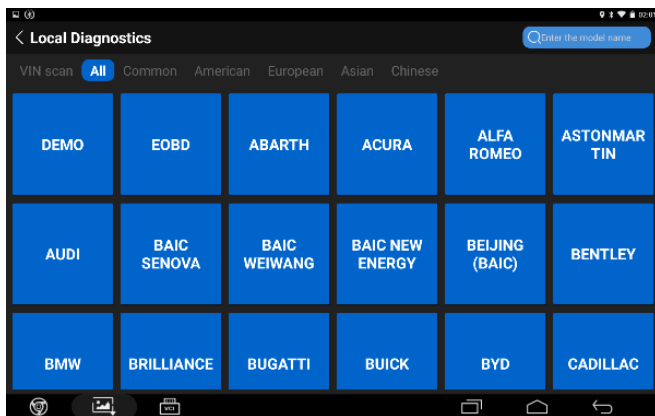 02:01
Local Diagnostics
Enter the model name
VIN scan All Common American European Asian Chinese
DEMO
EOBD
ABARTH
ACURA
ALFA
ROMEO
ASTONMAR
TIN
AUDI
BAIC
SENOVA
BAIC
WEIWANG
BAIC NEW
ENERGY
BEIJING
(BAIC)
BENTLEY
BMW
BRILLIANCE
BUGATTI
BUICK
BYD
CADILLAC
VCI